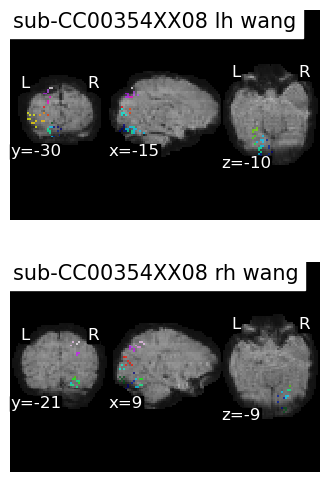 sub-CC00354XX08 lh wang
L R L R
y=-30 x=-15 z=-10
sub-CC00354XX08 rh wang
L R L R
y=-21 x=9 z=-9